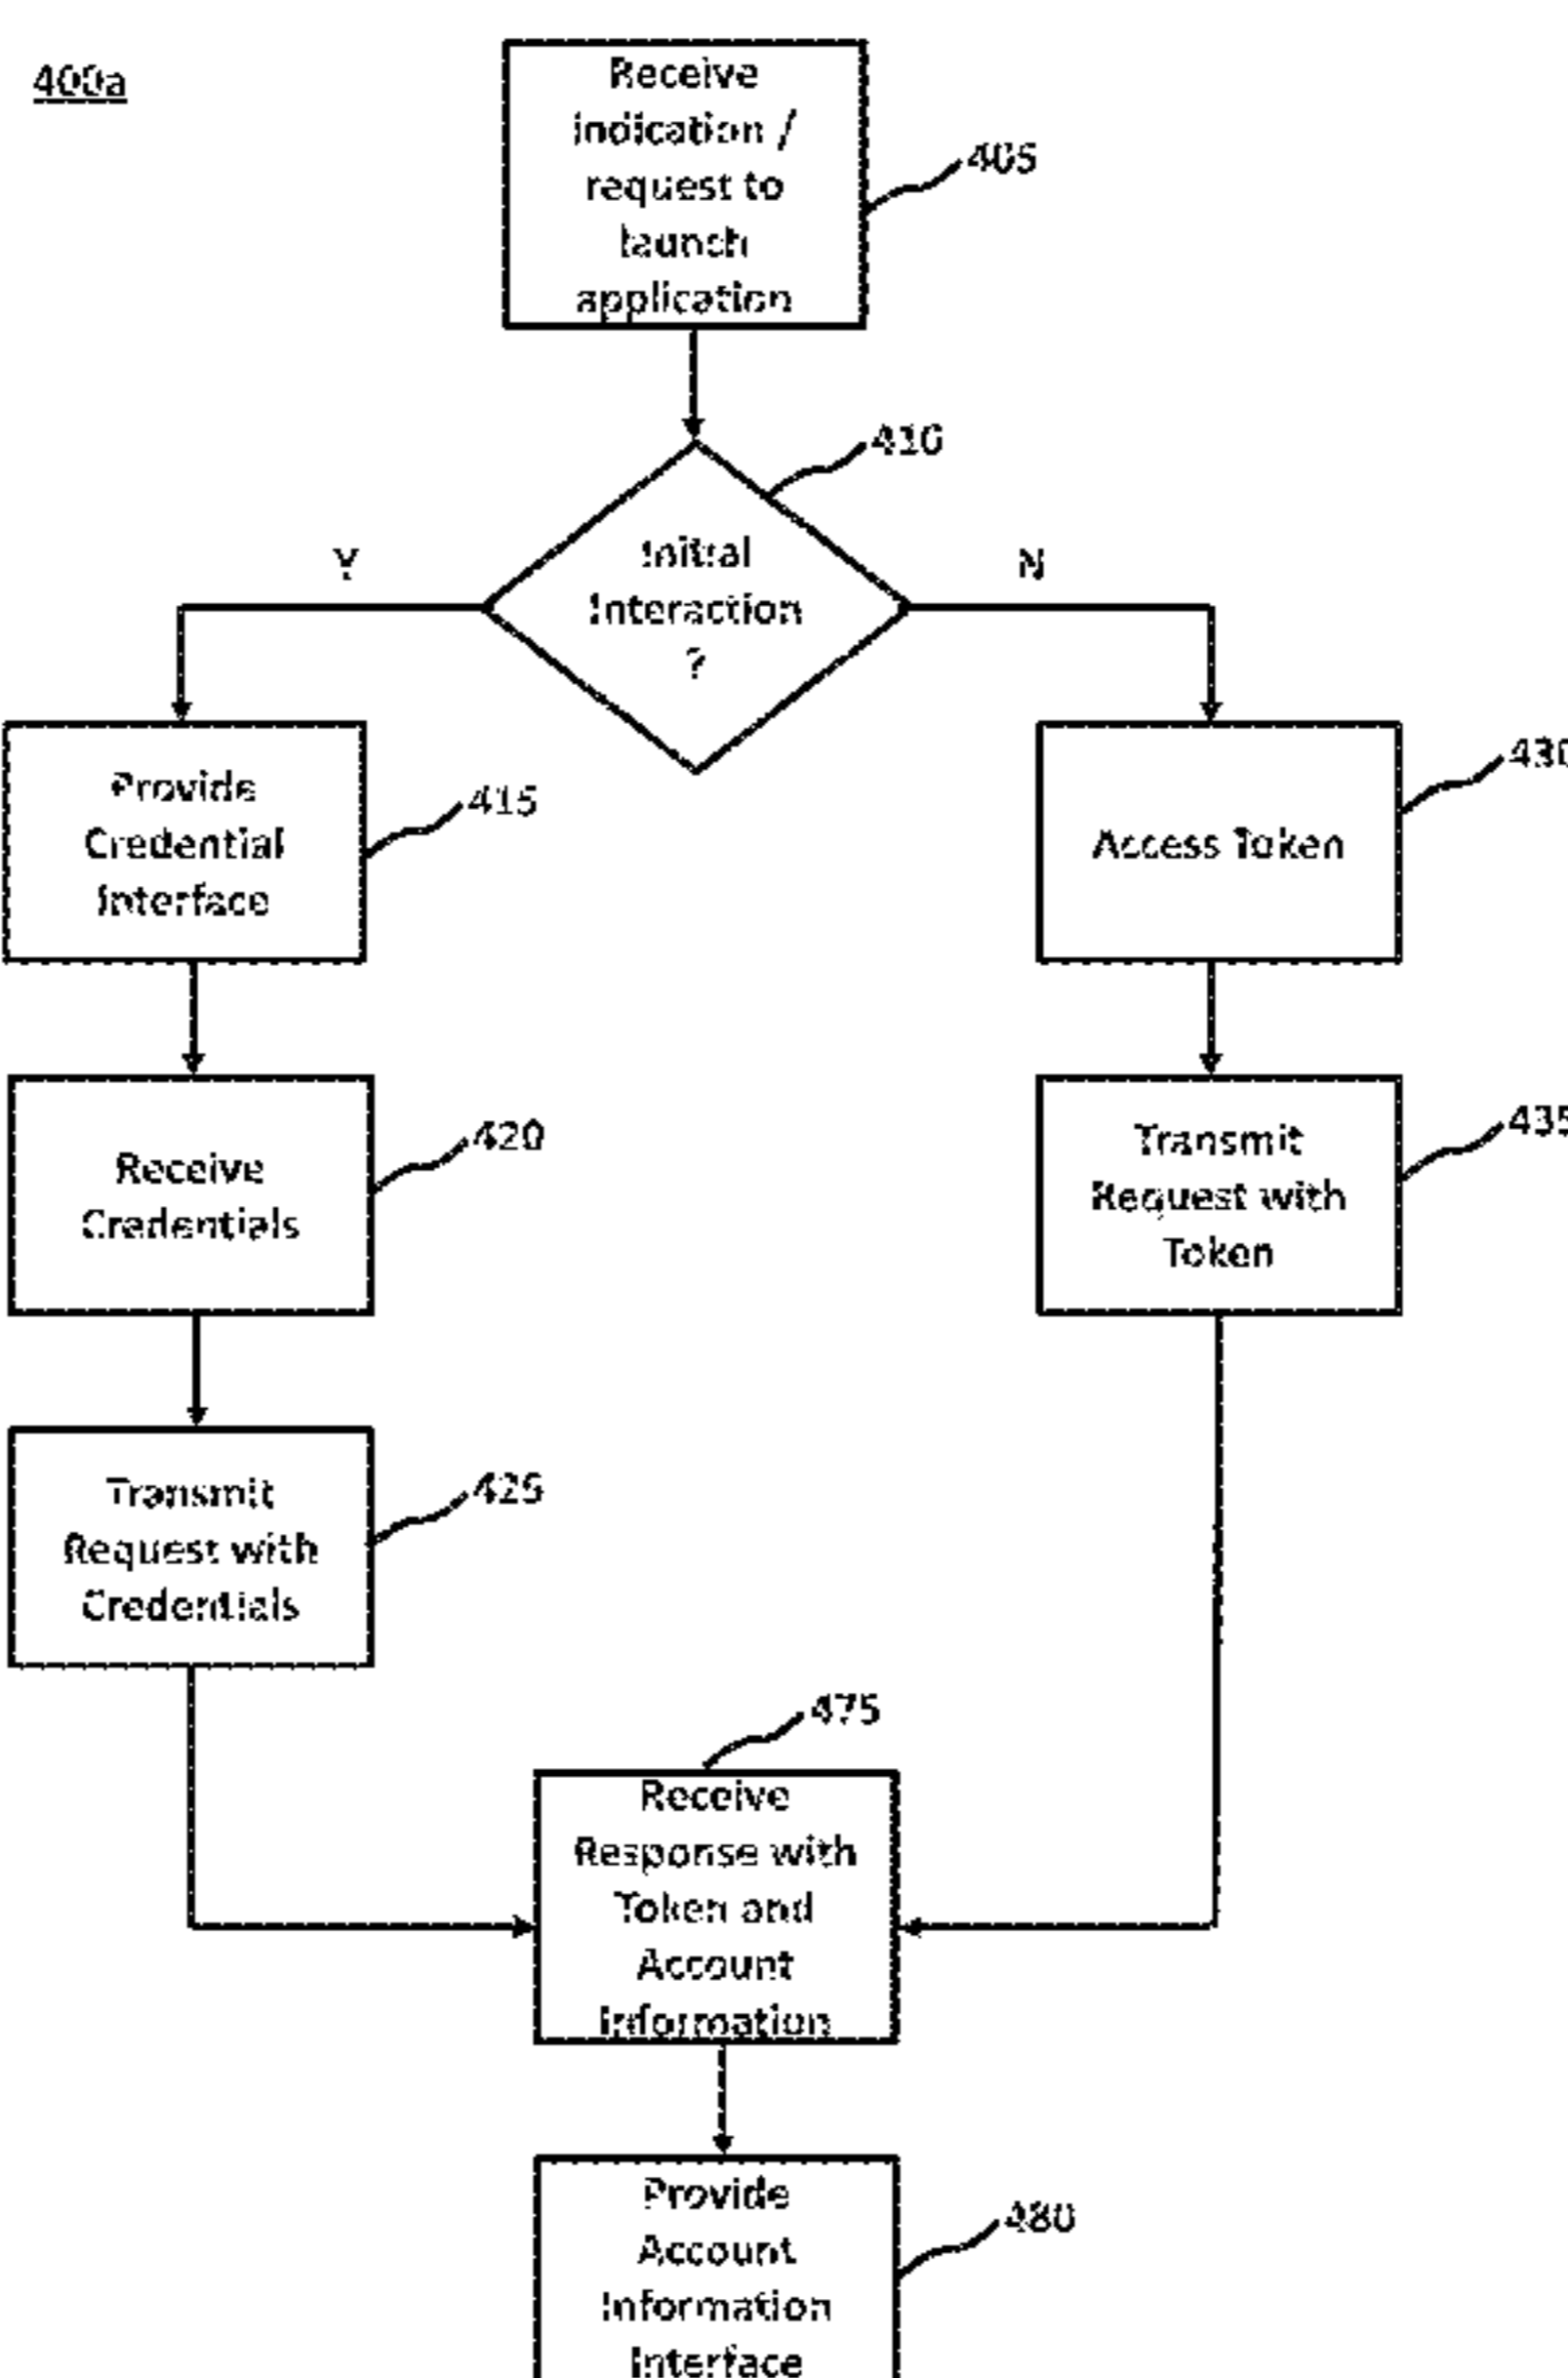 400a
Receive
indication /
request to
launch
application
405
410
Initial
Interaction
?
Y
N
Provide
Credential
Interface
415
Access Token
430
Receive
Credentials
420
Transmit
Request with
Token
435
Transmit
Request with
Credentials
425
475
Receive
Response with
Token and
Account
Information
Provide
Account
Information
Interface
480